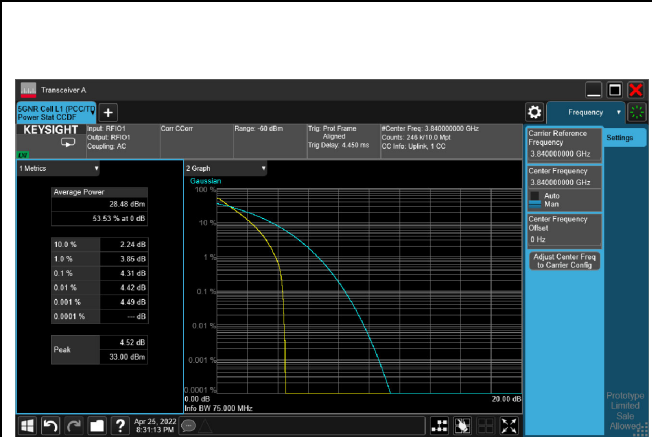 Transceiver A
5GNR Cell L1 (PCC/TD
Power Stat CCDF
Frequency
KEYSIGHT
Input: RFIO1
Output: RFIO1
Coupling: AC
Corr CCorr
Range: -60 dBm
Trig: Prot Frame
Aligned
Trig Delay: 4.450 ms
#Center Freq: 3.840000000 GHz
Counts: 246 k/10.0 Mpt
CC Info: Uplink, 1 CC
Carrier Reference
Frequency
3.840000000 GHz
Settings
Center Frequency
3.840000000 GHz
Auto
Man
Center Frequency
Offset
0 Hz
Adjust Center Freq
to Carrier Config
1 Metrics
Average Power
28.48 dBm
53.53 % at 0 dB
10.0 % 2.24 dB
1.0 % 3.85 dB
0.1 % 4.31 dB
0.01 % 4.42 dB
0.001 % 4.49 dB
0.0001 % --- dB
Peak
4.52 dB
33.00 dBm
2 Graph
Gaussian
100 %
10 %
1 %
0.1 %
0.01 %
0.001 %
0.0001 %
0.00 dB
20.00 dB
Info BW 75.000 MHz
Apr 25, 2022
8:31:13 PM
Prototype
Limited
Sale
Allowed